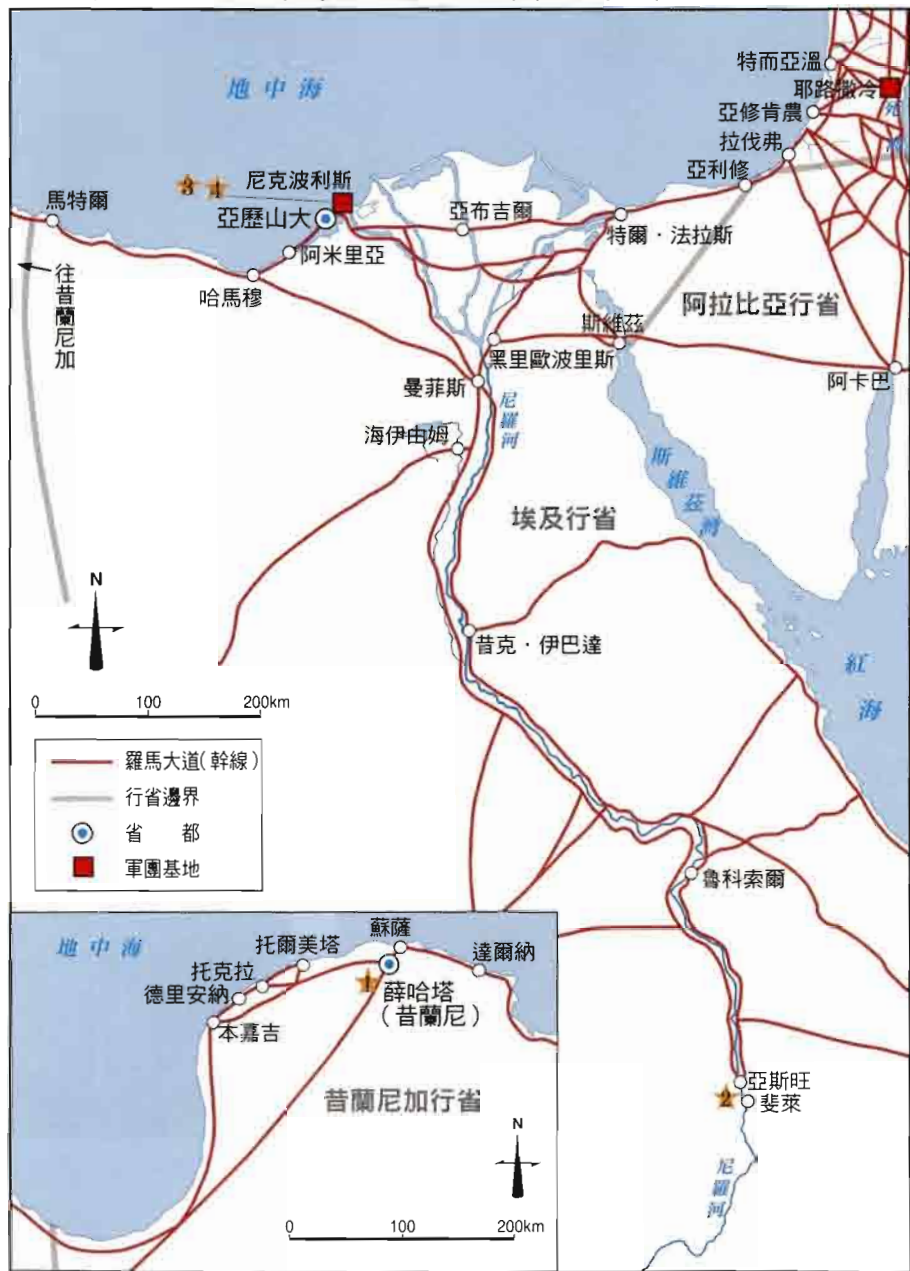 地中海
特而亞溫
耶路撒冷
死海
亞修肯農
拉伐弗
亞利修
3 4
尼克波利斯
馬特爾
亞歷山大
亞布吉爾
特爾・法拉斯
阿米里亞
哈馬穆
往昔蘭尼加
阿拉比亞行省
斯維茲
黑里歐波里斯
曼菲斯
阿卡巴
尼羅河
海伊由姆
斯維茲灣
埃及行省
N
昔克・伊巴達
紅海
0 100 200km
羅馬大道(幹線)
行省邊界
省 都
軍團基地
魯科索爾
地中海
蘇薩
托爾美塔
達爾納
托克拉
1
德里安納
薛哈塔
(昔蘭尼)
本嘉吉
昔蘭尼加行省
N
0 100 200km
亞斯旺
2
斐萊
尼羅河